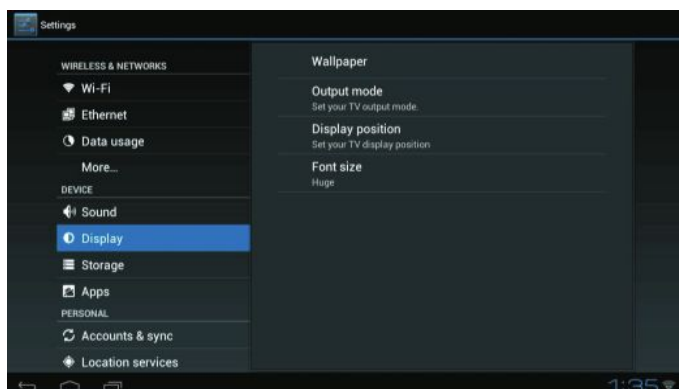 Settings
WIRELESS & NETWORKS
Wi-Fi
Ethernet
Data usage
More...
DEVICE
Sound
Display
Storage
Apps
PERSONAL
Accounts & sync
Location services
Wallpaper
Output mode
Set your TV output mode.
Display position
Set your TV display position
Font size
Huge
1:35